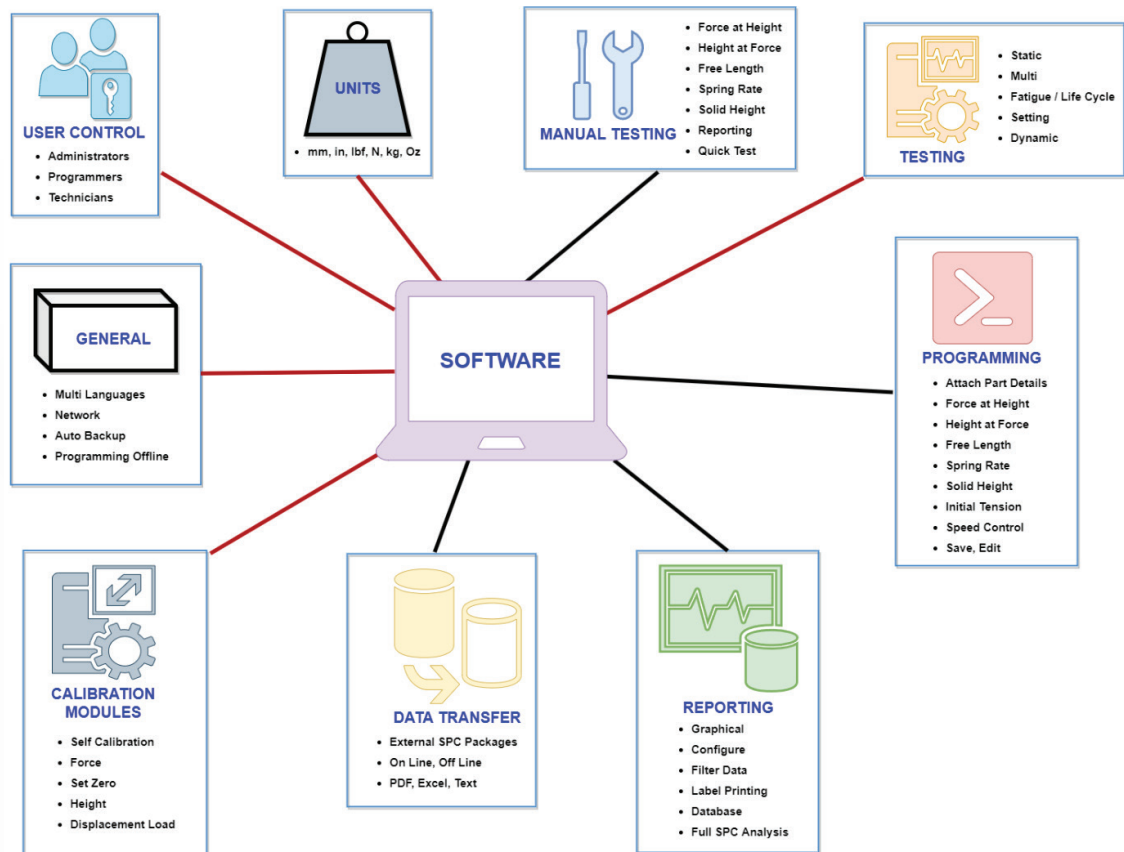 USER CONTROL
• Administrators
• Programmers
• Technicians
UNITS
• mm, in, lbf, N, kg, Oz
MANUAL TESTING
• Force at Height
• Height at Force
• Free Length
• Spring Rate
• Solid Height
• Reporting
• Quick Test
TESTING
• Static
• Multi
• Fatigue / Life Cycle
• Setting
• Dynamic
GENERAL
• Multi Languages
• Network
• Auto Backup
• Programming Offline
SOFTWARE
PROGRAMMING
• Attach Part Details
• Force at Height
• Height at Force
• Free Length
• Spring Rate
• Solid Height
• Initial Tension
• Speed Control
• Save, Edit
CALIBRATION
MODULES
• Self Calibration
• Force
• Set Zero
• Height
• Displacement Load
DATA TRANSFER
• External SPC Packages
• On Line, Off Line
• PDF, Excel, Text
REPORTING
• Graphical
• Configure
• Filter Data
• Label Printing
• Database
• Full SPC Analysis